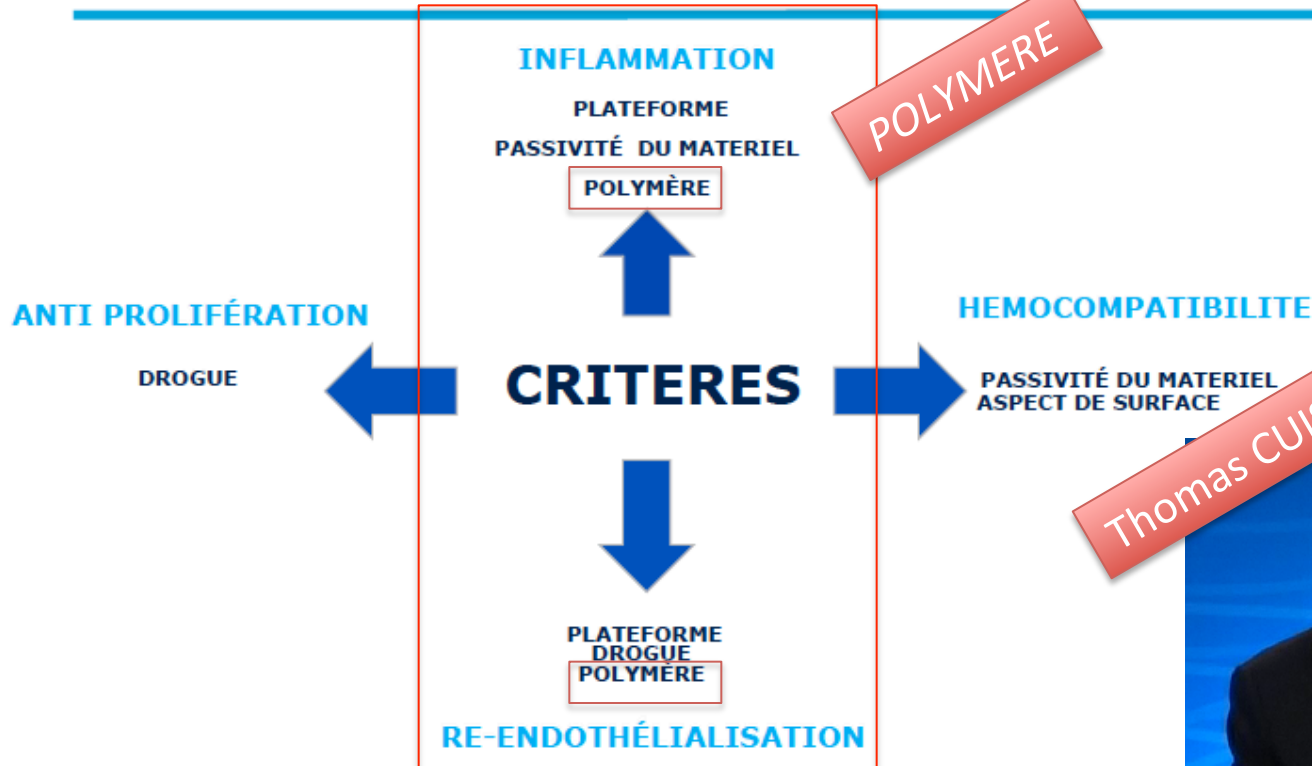 INFLAMMATION
PLATEFORME
PASSIVITÉ DU MATERIEL
POLYMÈRE
POLYMERE
ANTI PROLIFÉRATION
DROGUE
CRITERES
HEMOCOMPATIBILITE
PASSIVITÉ DU MATERIEL
ASPECT DE SURFACE
Thomas
PLATEFORME
DROGUE
POLYMÈRE
RE-ENDOTHÉLIALISATION